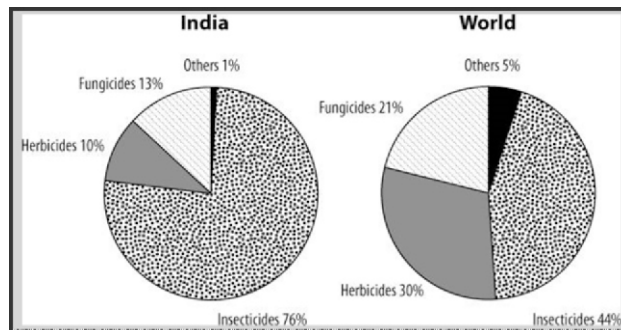 India
Others 1%
Fungicides 13%
Herbicides 10%
Insecticides 76%
World
Others 5%
Fungicides 21%
Herbicides 30%
Insecticides 44%